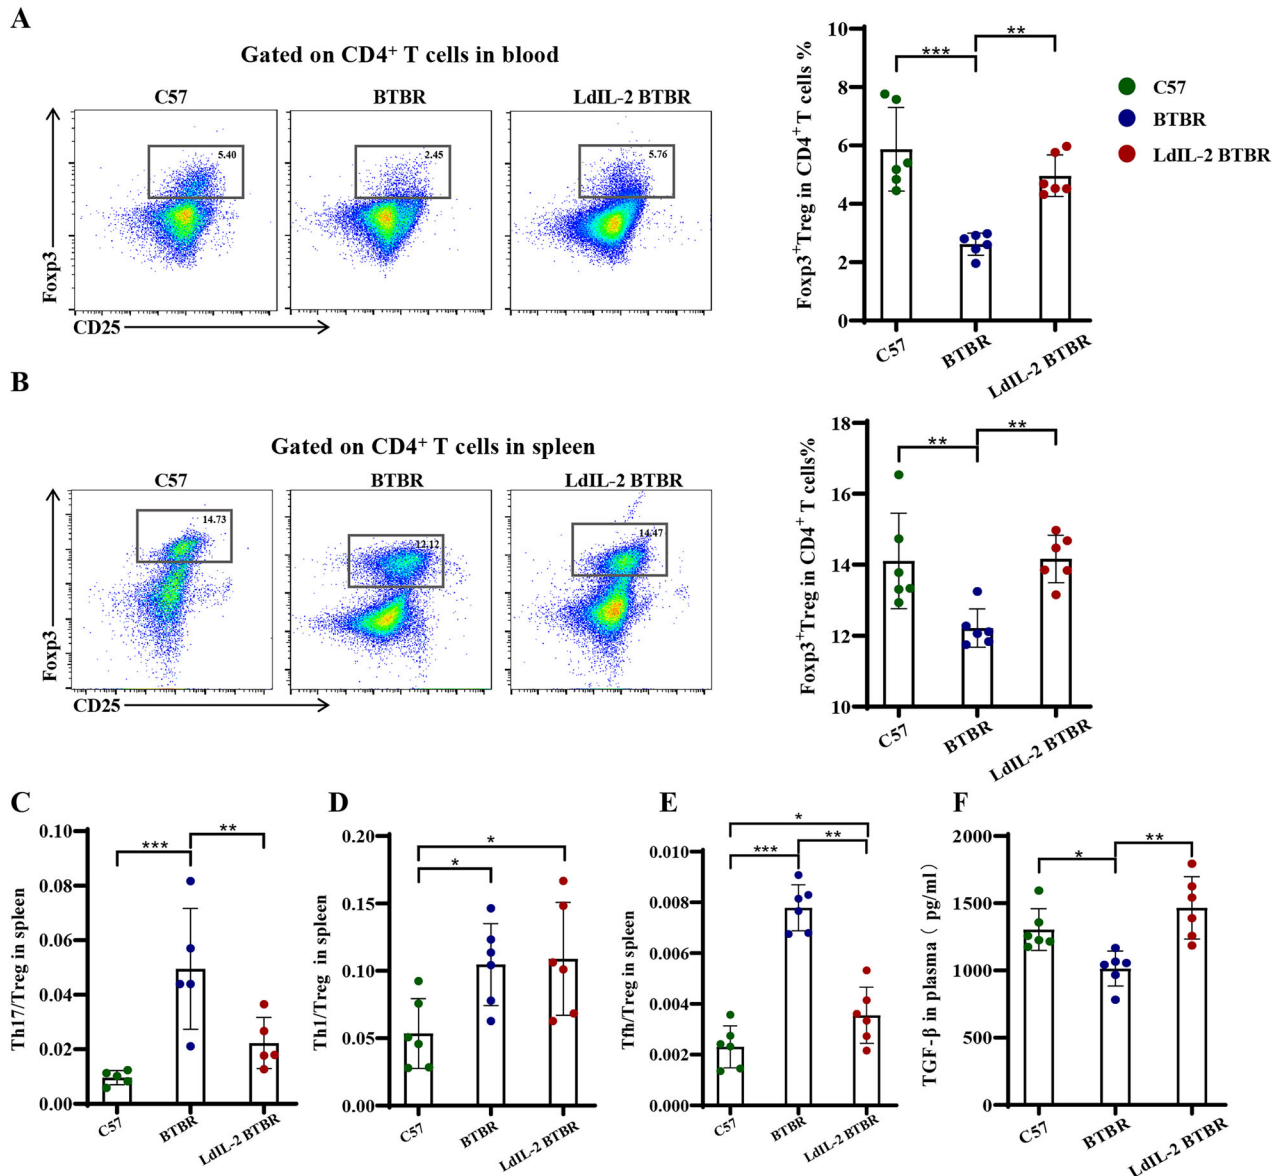 A
Gated on CD4⁺ T cells in blood
C57
BTBR
LdIL-2 BTBR
5.40
2.45
5.76
Foxp3
CD25
Foxp3⁺Treg in CD4⁺T cells %
10
8
6
4
2
0
***
**
C57
BTBR
LdIL-2 BTBR
C57
BTBR
LdIL-2 BTBR
B
Gated on CD4⁺ T cells in spleen
C57
BTBR
LdIL-2 BTBR
14.73
12.12
14.47
Foxp3
CD25
Foxp3⁺Treg in CD4⁺ T cells%
18
16
14
12
10
**
**
C57
BTBR
LdIL-2 BTBR
C
Th17/Treg in spleen
0.10
0.08
0.06
0.04
0.02
0.00
***
**
C57
BTBR
LdIL-2 BTBR
D
Th1/Treg in spleen
0.20
0.15
0.10
0.05
0.00
*
*
C57
BTBR
LdIL-2 BTBR
E
Tfh/Treg in spleen
0.010
0.008
0.006
0.004
0.002
0.000
*
***
**
C57
BTBR
LdIL-2 BTBR
F
TGF-β in plasma ( pg/ml)
2000
1500
1000
500
0
*
**
C57
BTBR
LdIL-2 BTBR